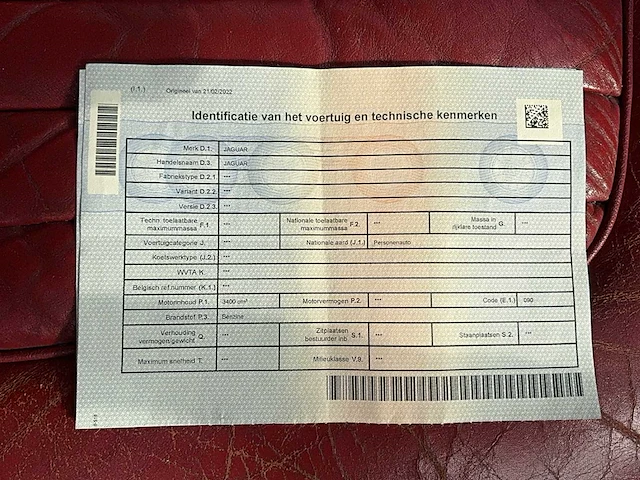 (I.1.) Origineel van 21/02/2022
Identificatie van het voertuig en technische kenmerken
Merk D.1. JAGUAR
Handelsnaam D.3. JAGUAR
Fabriekstype D.2.1. ***
Variant D.2.2. ***
Versie D.2.3. ***
Techn. toelaatbare maximummassa F.1. *** Nationale toelaatbare maximummassa F.2. *** Massa in rijklare toestand G. ***
Voertuigcategorie J. *** Nationale aard (J.1.) Personenauto
Koetswerktype (J.2.) ***
WVTA K. ***
Belgisch ref.nummer (K.1.) ***
Motorinhoud P.1. 3400 cm³ Motorvermogen P.2. *** Code (E.1.) 090
Brandstof P.3. Benzine
Verhouding vermogen/gewicht Q. *** Zitplaatsen bestuurder inb. S.1. *** Staanplaatsen S.2. ***
Maximum snelheid T. *** Milieuklasse V.9. ***